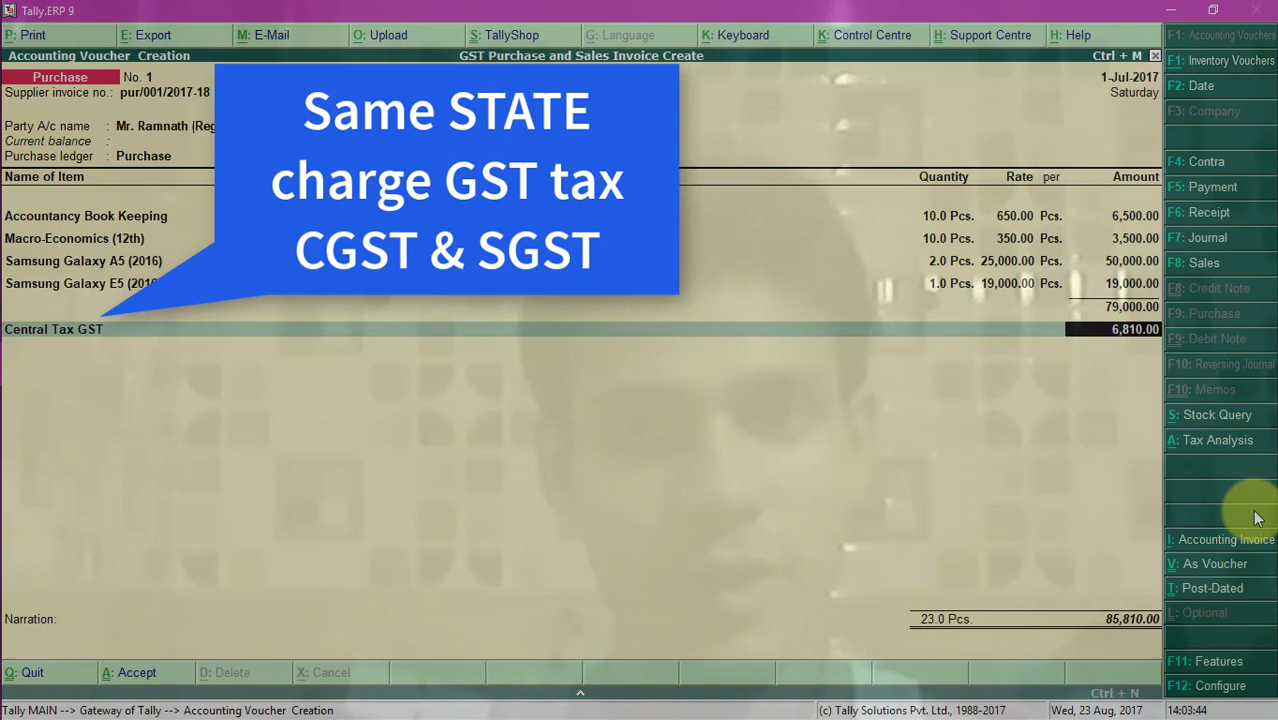 Tally.ERP 9
P: Print E: Export M: E-Mail O: Upload S: TallyShop G: Language K: Keyboard K: Control Centre H: Support Centre H: Help
Accounting Voucher Creation GST Purchase and Sales Invoice Create Ctrl + M
Purchase No. 1 1-Jul-2017
Supplier invoice no.: pur/001/2017-18 Saturday
Party A/c name : Mr. Ramnath (Reg
Current balance :
Purchase ledger : Purchase
Same STATE
charge GST tax
CGST & SGST
Name of Item Quantity Rate per Amount
Accountancy Book Keeping 10.0 Pcs. 650.00 Pcs. 6,500.00
Macro-Economics (12th) 10.0 Pcs. 350.00 Pcs. 3,500.00
Samsung Galaxy A5 (2016) 2.0 Pcs. 25,000.00 Pcs. 50,000.00
Samsung Galaxy E5 (2016 1.0 Pcs. 19,000.00 Pcs. 19,000.00
79,000.00
Central Tax GST 6,810.00
Narration: 23.0 Pcs. 85,810.00
Q: Quit A: Accept D: Delete X: Cancel
Ctrl + N
Tally MAIN --> Gateway of Tally --> Accounting Voucher Creation (c) Tally Solutions Pvt. Ltd., 1988-2017 Wed, 23 Aug, 2017 14:03:44
F1: Accounting Vouchers
F1: Inventory Vouchers
F2: Date
F3: Company
F4: Contra
F5: Payment
F6: Receipt
F7: Journal
F8: Sales
F8: Credit Note
F9: Purchase
F9: Debit Note
F10: Reversing Journal
F10: Memos
S: Stock Query
A: Tax Analysis
I: Accounting Invoice
V: As Voucher
T: Post-Dated
L: Optional
F11: Features
F12: Configure